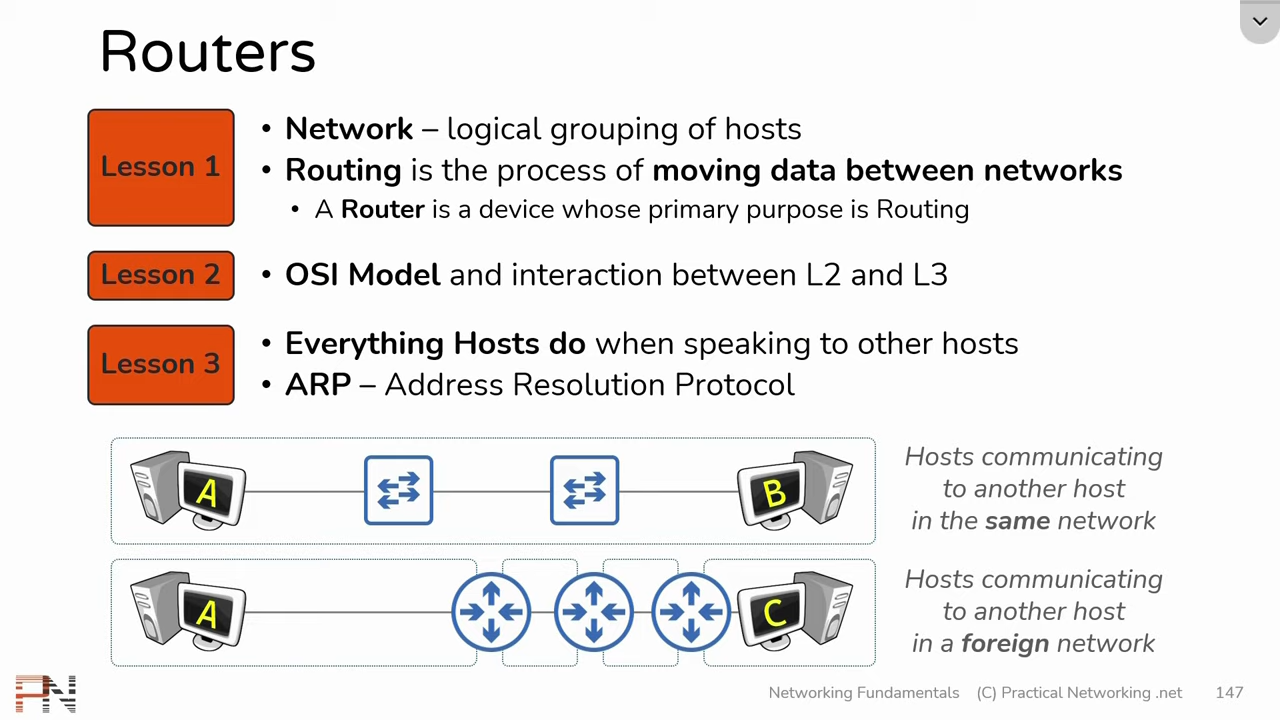 Routers
Lesson 1
• Network – logical grouping of hosts
• Routing is the process of moving data between networks
• A Router is a device whose primary purpose is Routing
Lesson 2
• OSI Model and interaction between L2 and L3
Lesson 3
• Everything Hosts do when speaking to other hosts
• ARP – Address Resolution Protocol
A
B
Hosts communicating
to another host
in the same network
A
C
Hosts communicating
to another host
in a foreign network
PN
Networking Fundamentals (C) Practical Networking .net 147